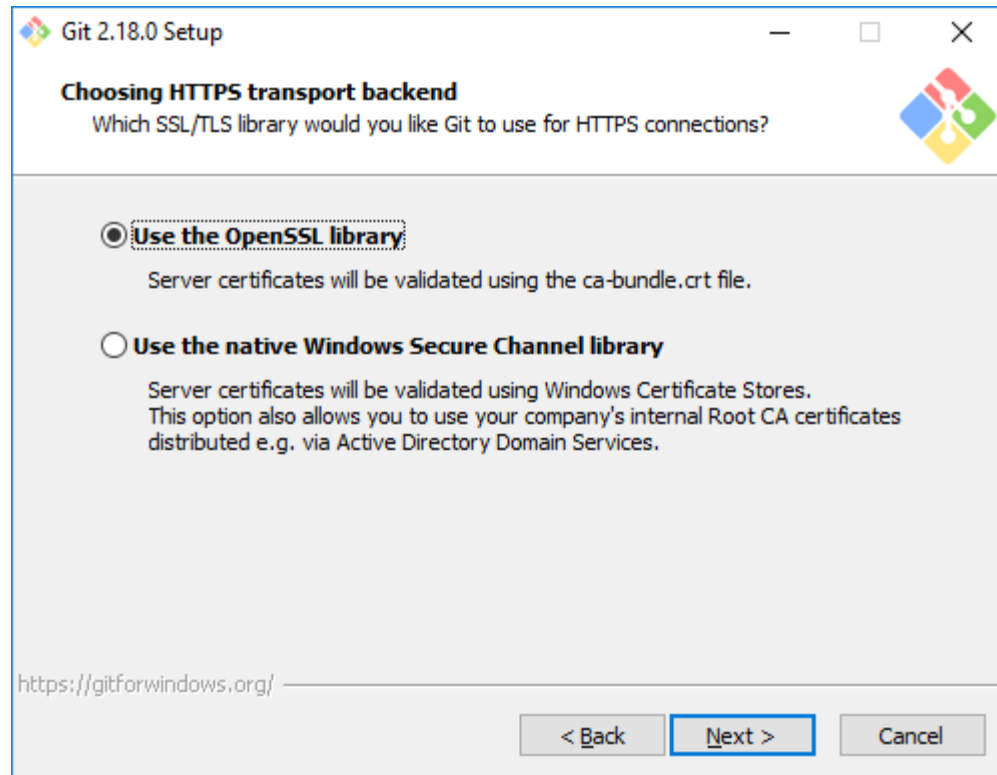 Git 2.18.0 Setup
Choosing HTTPS transport backend
Which SSL/TLS library would you like Git to use for HTTPS connections?
Use the OpenSSL library
Server certificates will be validated using the ca-bundle.crt file.
Use the native Windows Secure Channel library
Server certificates will be validated using Windows Certificate Stores.
This option also allows you to use your company's internal Root CA certificates
distributed e.g. via Active Directory Domain Services.
https://gitforwindows.org/
< Back Next > Cancel